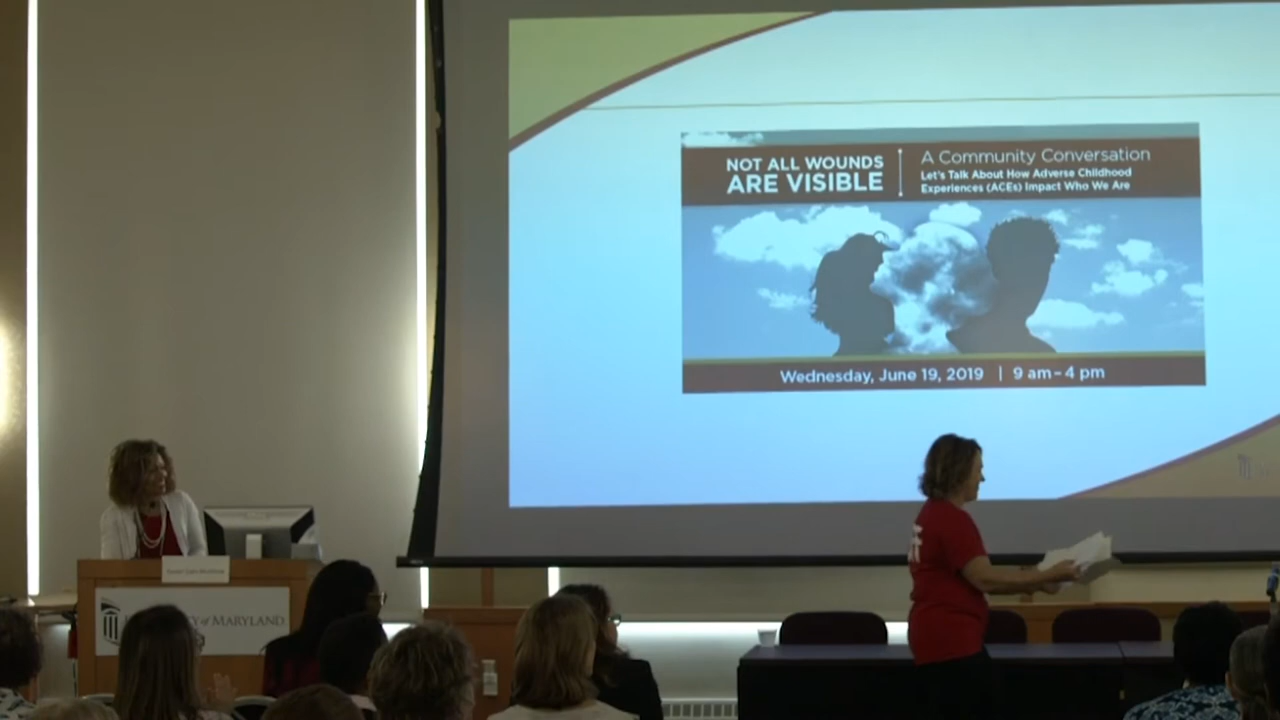 NOT ALL WOUNDS
ARE VISIBLE
A Community Conversation
Let's Talk About How Adverse Childhood
Experiences (ACEs) Impact Who We Are
Wednesday, June 19, 2019 | 9 am – 4 pm
of MARYLAND